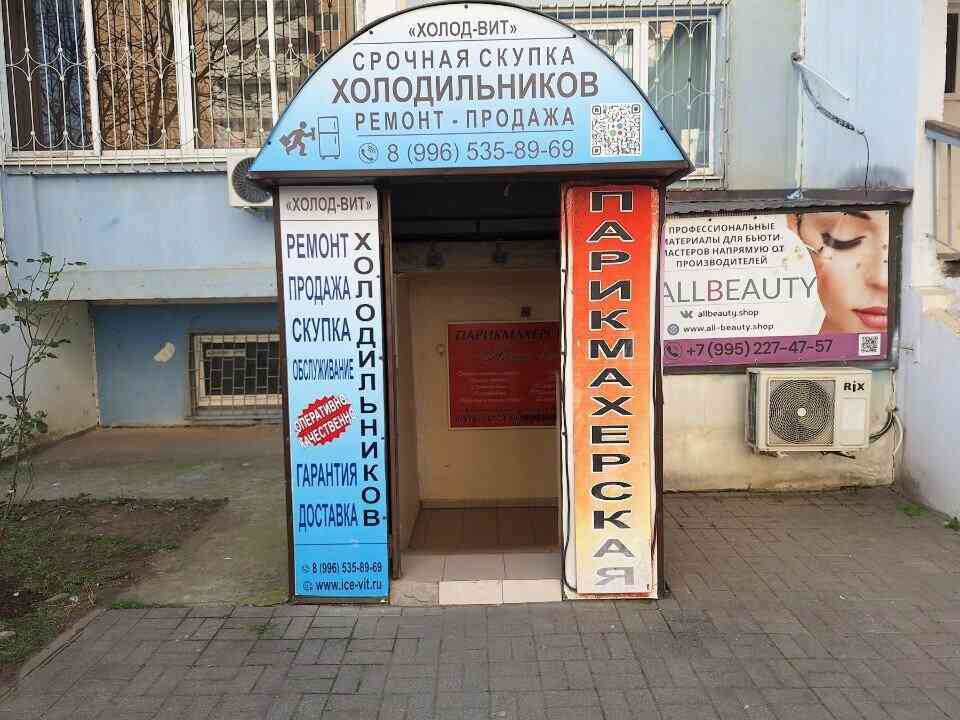 «ХОЛОД-ВИТ»
СРОЧНАЯ СКУПКА
ХОЛОДИЛЬНИКОВ
РЕМОНТ - ПРОДАЖА
8 (996) 535-89-69
«ХОЛОД-ВИТ»
РЕМОНТ
ПРОДАЖА
СКУПКА
ОБСЛУЖИВАНИЕ
ОПЕРАТИВНО
КАЧЕСТВЕННО
ГАРАНТИЯ
ДОСТАВКА
ХОЛОДИЛЬНИКОВ
8 (996) 535-89-69
www.ice-vit.ru
ПАРИКМАХЕРС
ПАРИКМАХЕРСКАЯ
ПРОФЕССИОНАЛЬНЫЕ
МАТЕРИАЛЫ ДЛЯ БЬЮТИ-
МАСТЕРОВ НАПРЯМУЮ ОТ
ПРОИЗВОДИТЕЛЕЙ
ALLBEAUTY
allbeauty.shop
www.all-beauty.shop
+7 (995) 227-47-57
RIX